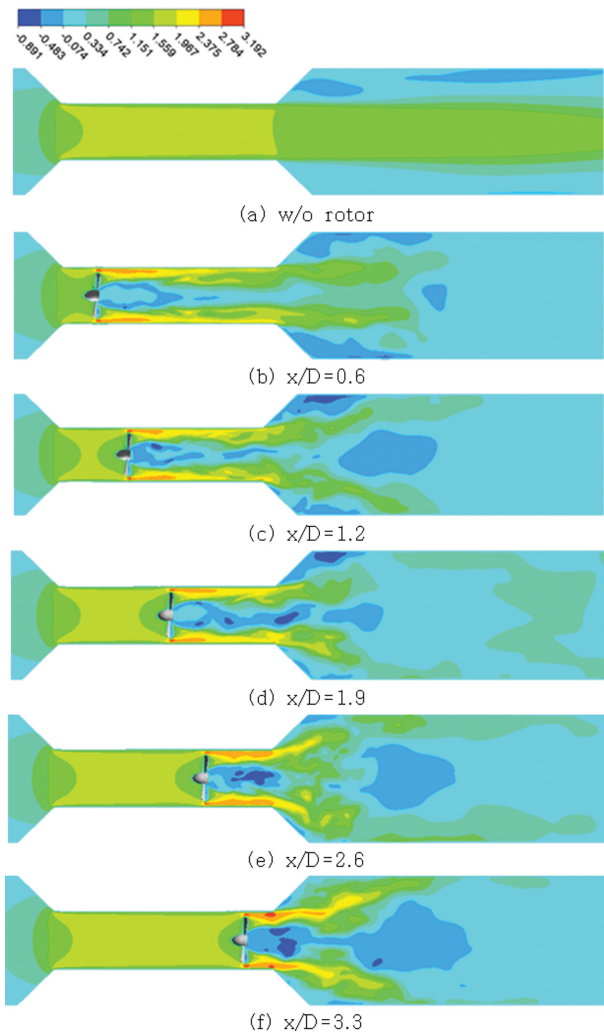 -0.891 -0.483 -0.074 0.334 0.742 1.151 1.559 1.967 2.375 2.784 3.192
(a) w/o rotor
(b) x/D=0.6
(c) x/D=1.2
(d) x/D=1.9
(e) x/D=2.6
(f) x/D=3.3